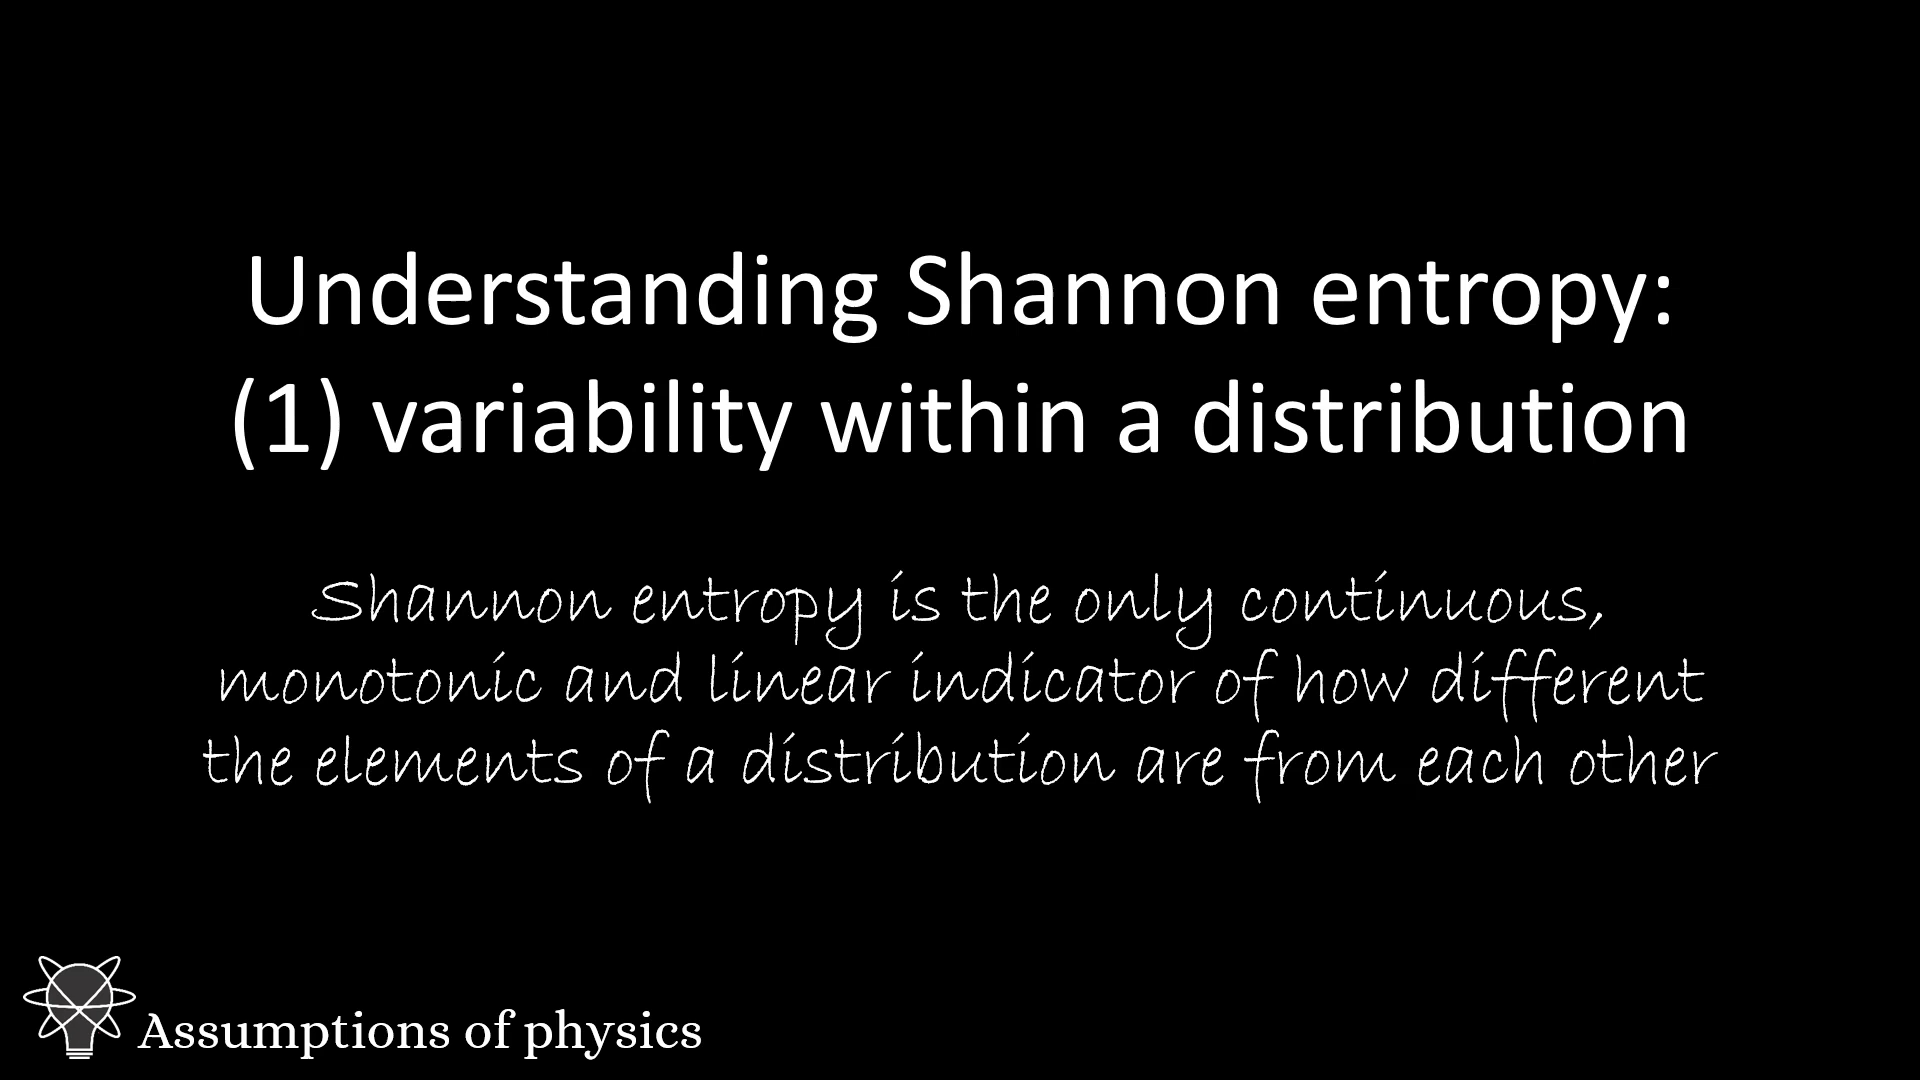 Understanding Shannon entropy:
(1) variability within a distribution
Shannon entropy is the only continuous,
monotonic and linear indicator of how different
the elements of a distribution are from each other
Assumptions of physics